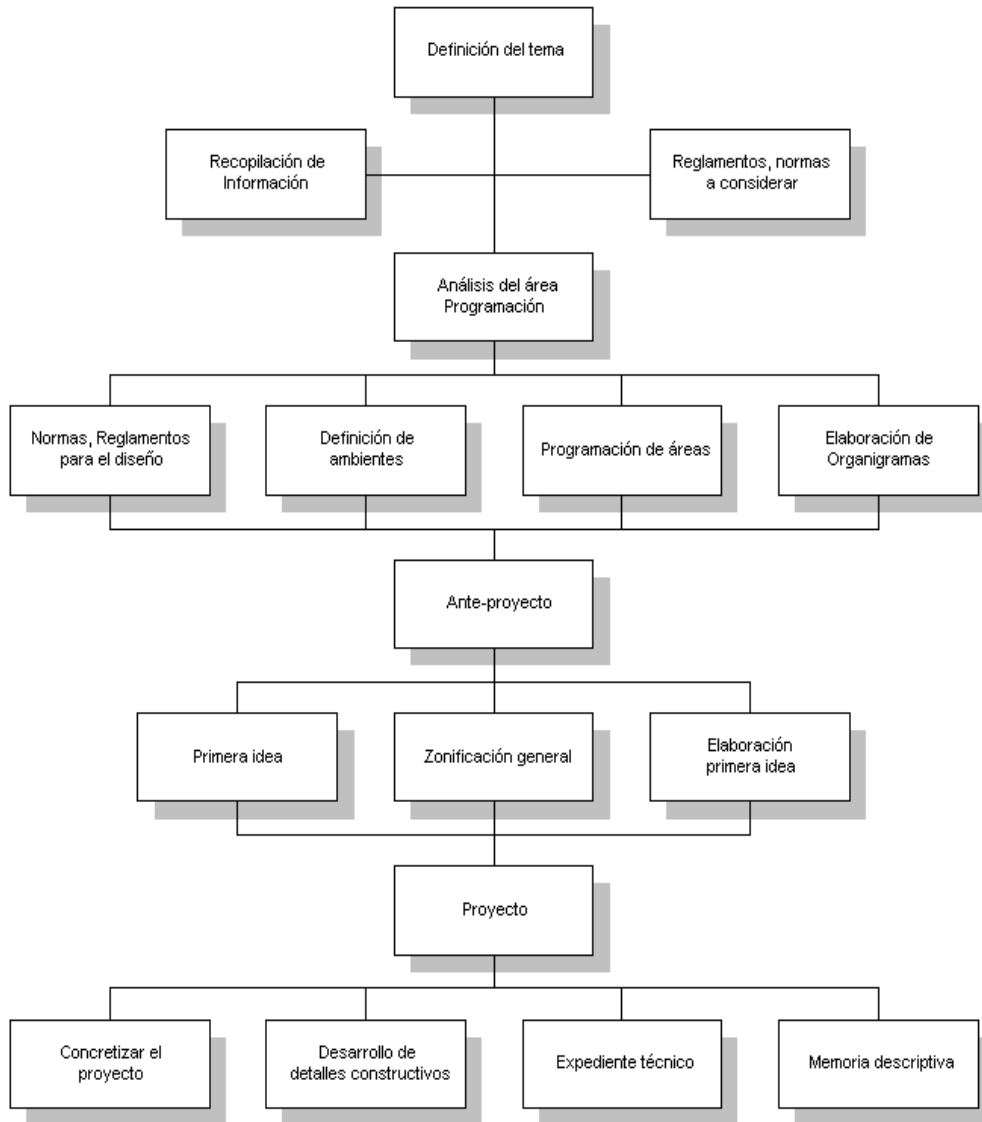 Definición del tema
Recopilación de
Información
Reglamentos, normas
a considerar
Análisis del área
Programación
Normas, Reglamentos
para el diseño
Definición de
ambientes
Programación de áreas
Elaboración de
Organigramas
Ante-proyecto
Primera idea
Zonificación general
Elaboración
primera idea
Proyecto
Concretizar el
proyecto
Desarrollo de
detalles constructivos
Expediente técnico
Memoria descriptiva